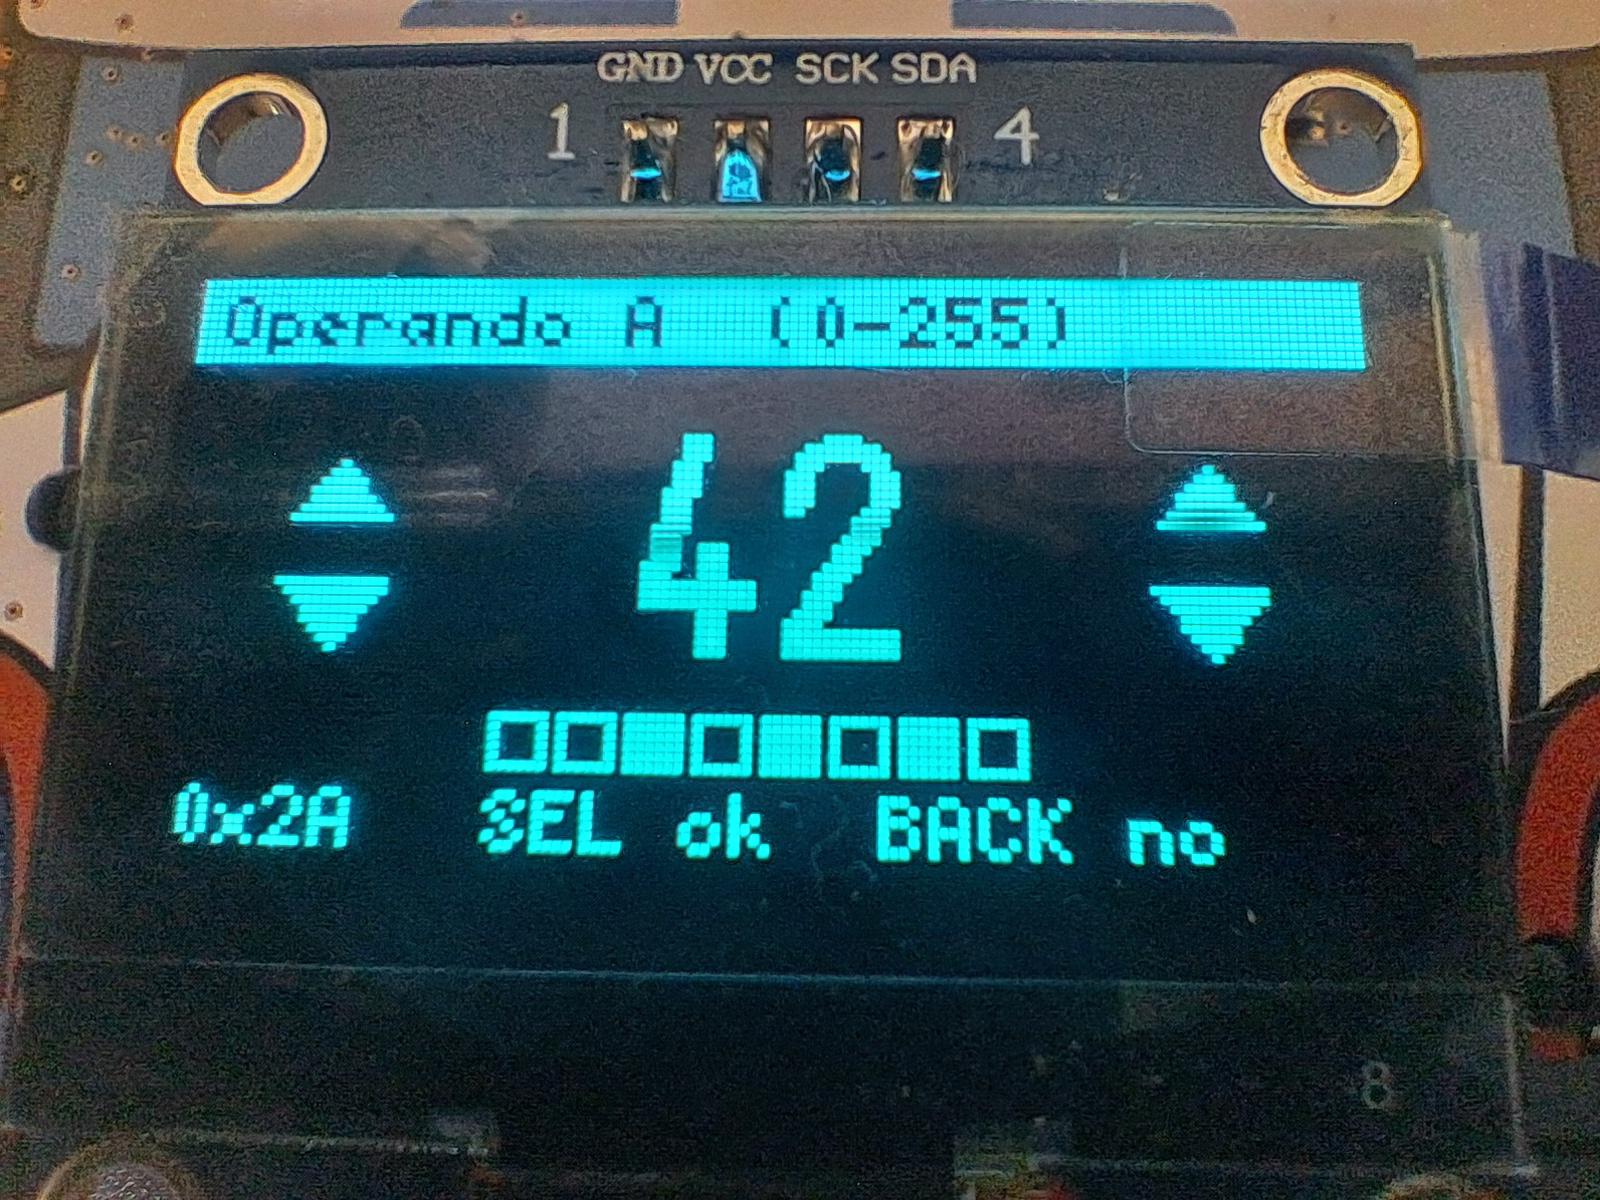 GND VCC SCK SDA
1 4
Operando A (0-255)
42
0x2A SEL ok BACK no
8